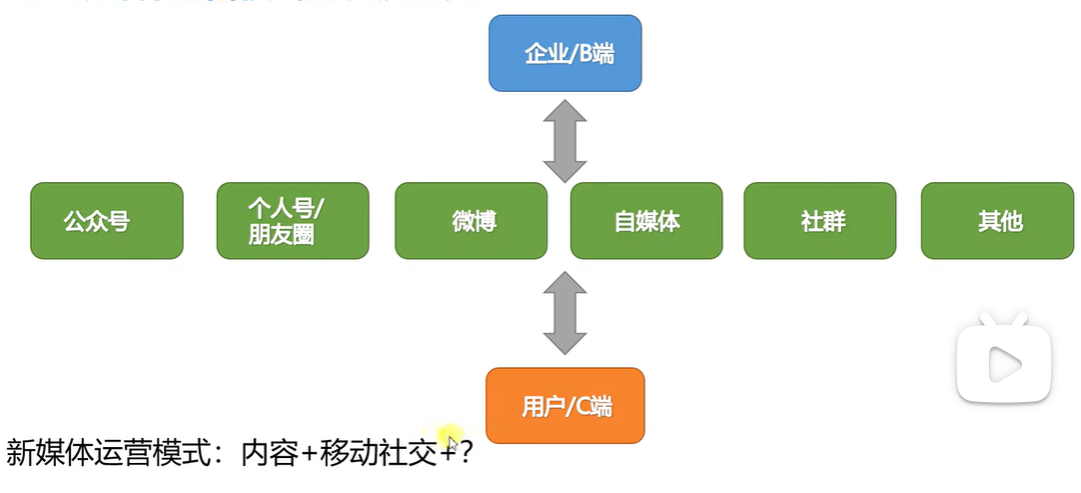 企业/B端
公众号
个人号/
朋友圈
微博
自媒体
社群
其他
用户/C端
新媒体运营模式：内容+移动社交+?